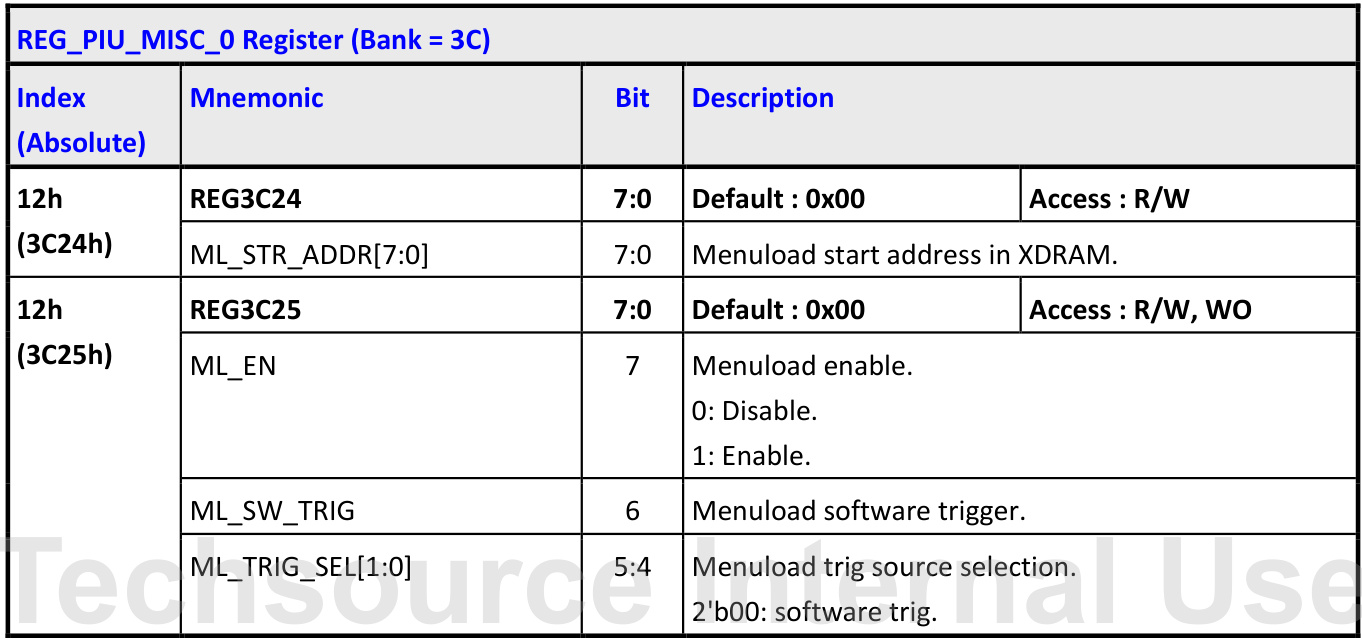 REG_PIU_MISC_0 Register (Bank = 3C)
Index (Absolute) Mnemonic Bit Description
12h (3C24h) REG3C24 7:0 Default : 0x00 Access : R/W
ML_STR_ADDR[7:0] 7:0 Menuload start address in XDRAM.
12h (3C25h) REG3C25 7:0 Default : 0x00 Access : R/W, WO
ML_EN 7 Menuload enable.
0: Disable.
1: Enable.
ML_SW_TRIG 6 Menuload software trigger.
ML_TRIG_SEL[1:0] 5:4 Menuload trig source selection.
2'b00: software trig.
Techsource Internal Use